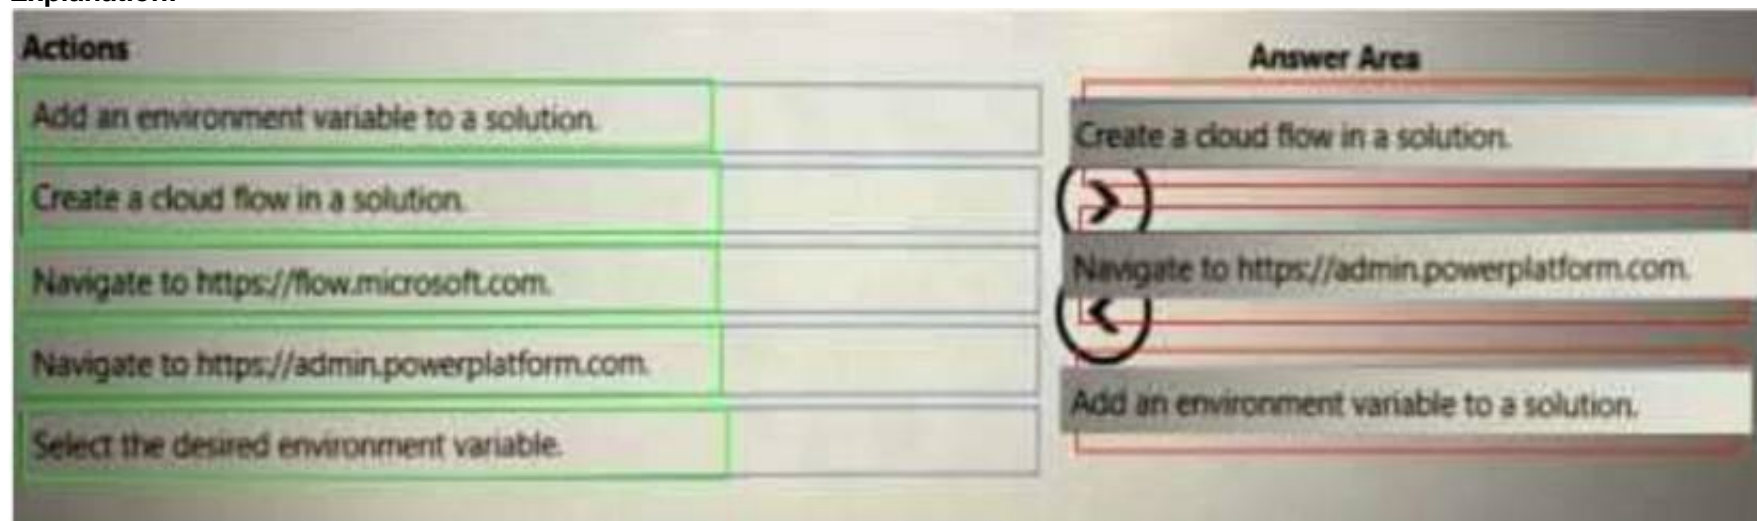 Explanation:
Actions
Answer Area
Add an environment variable to a solution.
Create a cloud flow in a solution.
Navigate to https://flow.microsoft.com.
Navigate to https://admin.powerplatform.com.
Select the desired environment variable.
Create a cloud flow in a solution.
Navigate to https://admin.powerplatform.com.
Add an environment variable to a solution.